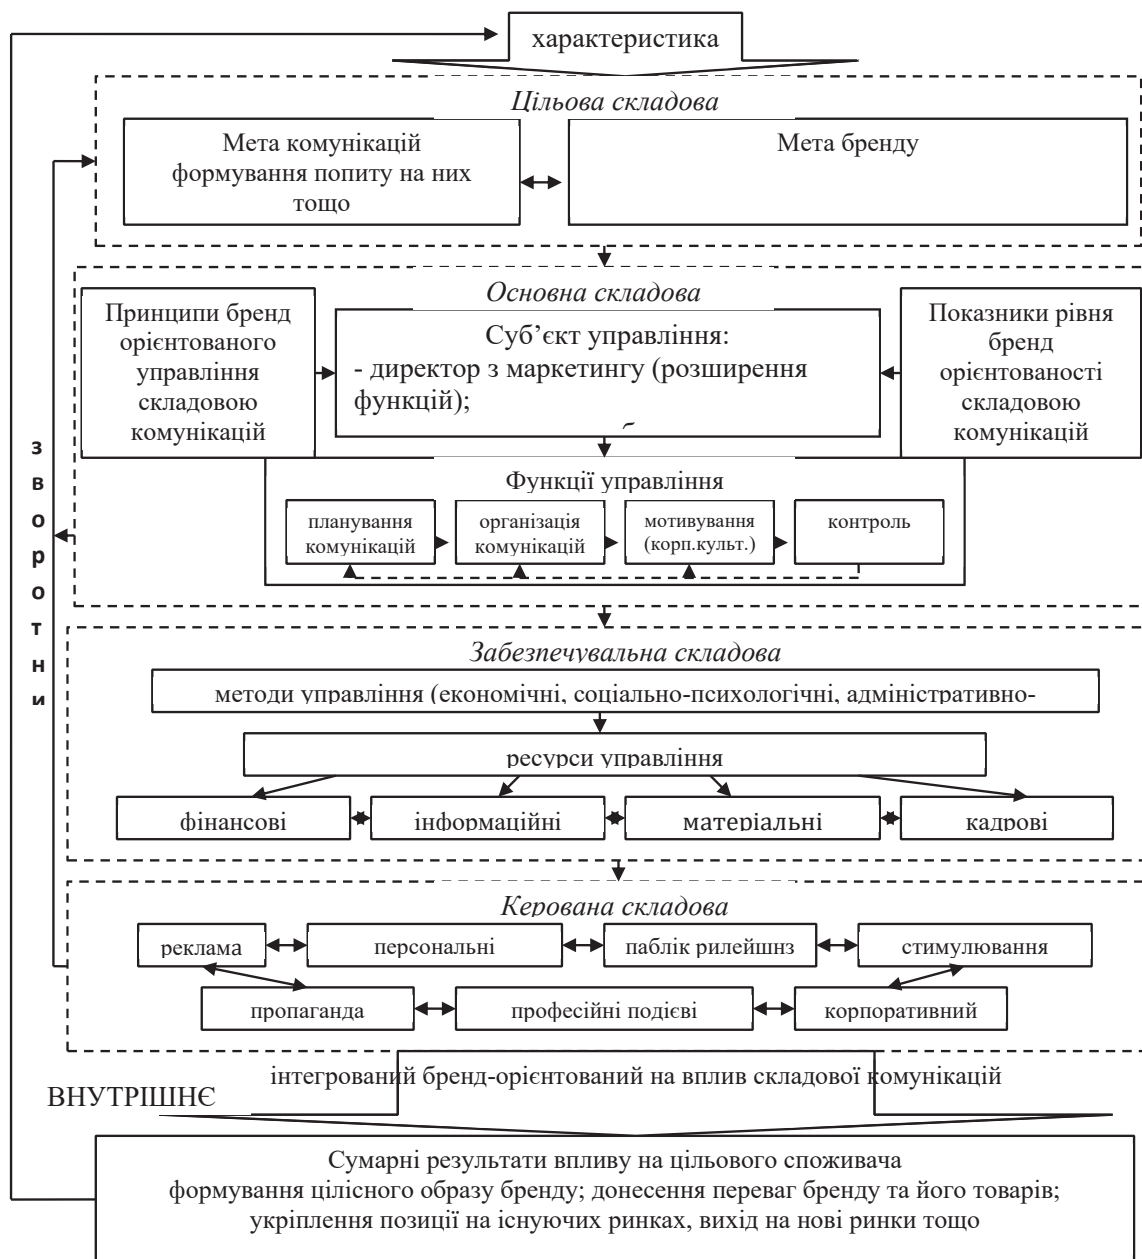 характеристика
Цільова складова
Мета комунікацій
формування попиту на них
тощо
Мета бренду
Основна складова
Принципи бренд
орієнтованого
управління
складовою
комунікацій
Суб’єкт управління:
- директор з маркетингу (розширення
функцій);
Показники рівня
бренд
орієнтованості
складовою
комунікацій
Функції управління
планування
комунікацій
організація
комунікацій
мотивування
(корп.культ.)
контроль
зворотни
Забезпечувальна складова
методи управління (економічні, соціально-психологічні, адміністративно-
ресурси управління
фінансові
інформаційні
матеріальні
кадрові
Керована складова
реклама
персональні
паблік рилейшнз
стимулювання
пропаганда
професійні подієві
корпоративний
інтегрований бренд-орієнтований на вплив складової комунікацій
ВНУТРІШНЄ
Сумарні результати впливу на цільового споживача
формування цілісного образу бренду; донесення переваг бренду та його товарів;
укріплення позиції на існуючих ринках, вихід на нові ринки тощо